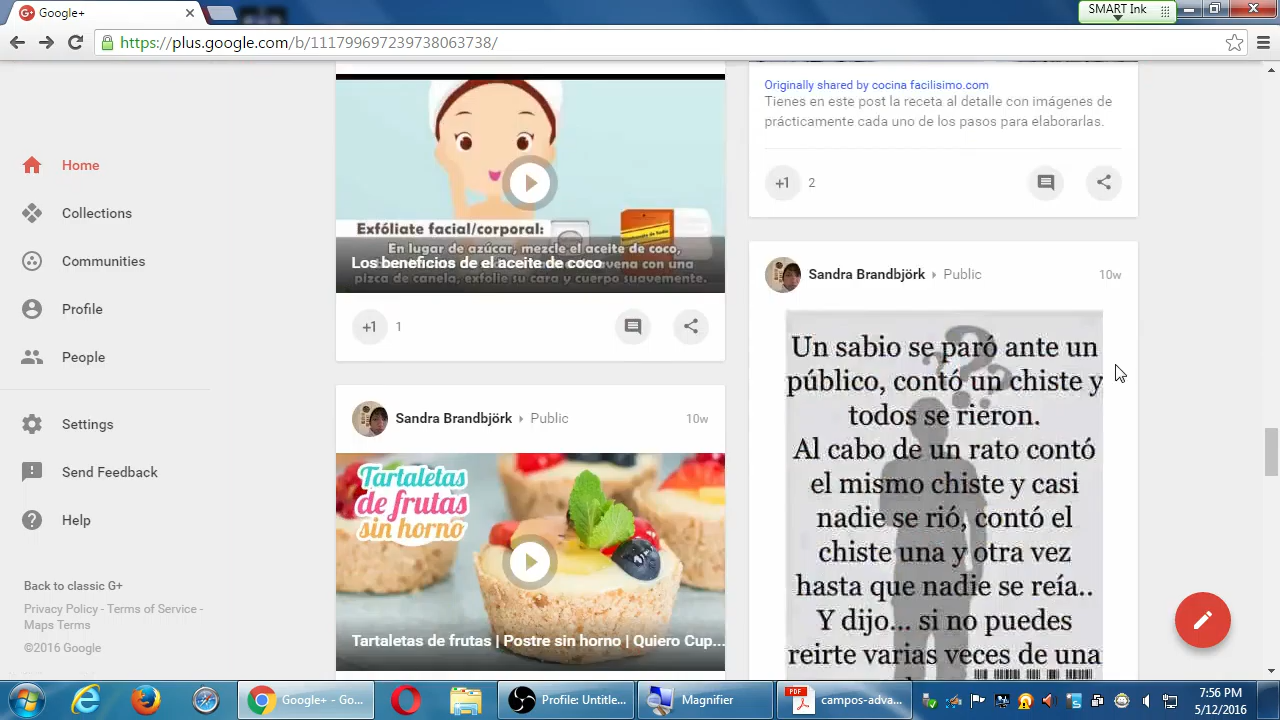 Google+
SMART Ink
https://plus.google.com/b/111799697239738063738/
Home
Collections
Communities
Profile
People
Settings
Send Feedback
Help
Back to classic G+
Privacy Policy - Terms of Service -
Maps Terms
©2016 Google
Exfóliate facial/corporal:
En lugar de azúcar, mezcle el aceite de coco,
Los beneficios de el aceite de coco
avena con una
pizca de canela, exfolie su cara y cuerpo suavemente.
+1 1
Sandra Brandbjörk Public 10w
Tartaletas
de frutas
sin horno
Tartaletas de frutas | Postre sin horno | Quiero Cup...
Originally shared by cocina facilisimo.com
Tienes en este post la receta al detalle con imágenes de
prácticamente cada uno de los pasos para elaborarlas.
+1 2
Sandra Brandbjörk Public 10w
Un sabio se paró ante un
público, contó un chiste y
todos se rieron.
Al cabo de un rato contó
el mismo chiste y casi
nadie se rió, contó el
chiste una y otra vez
hasta que nadie se reía..
Y dijo... si no puedes
reirte varias veces de una
Google+ - Go...
Profile: Untitle...
Magnifier
PDF
campos-adva...
7:56 PM
5/12/2016